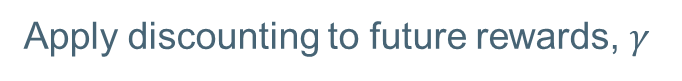 Apply discounting to future rewards, γ